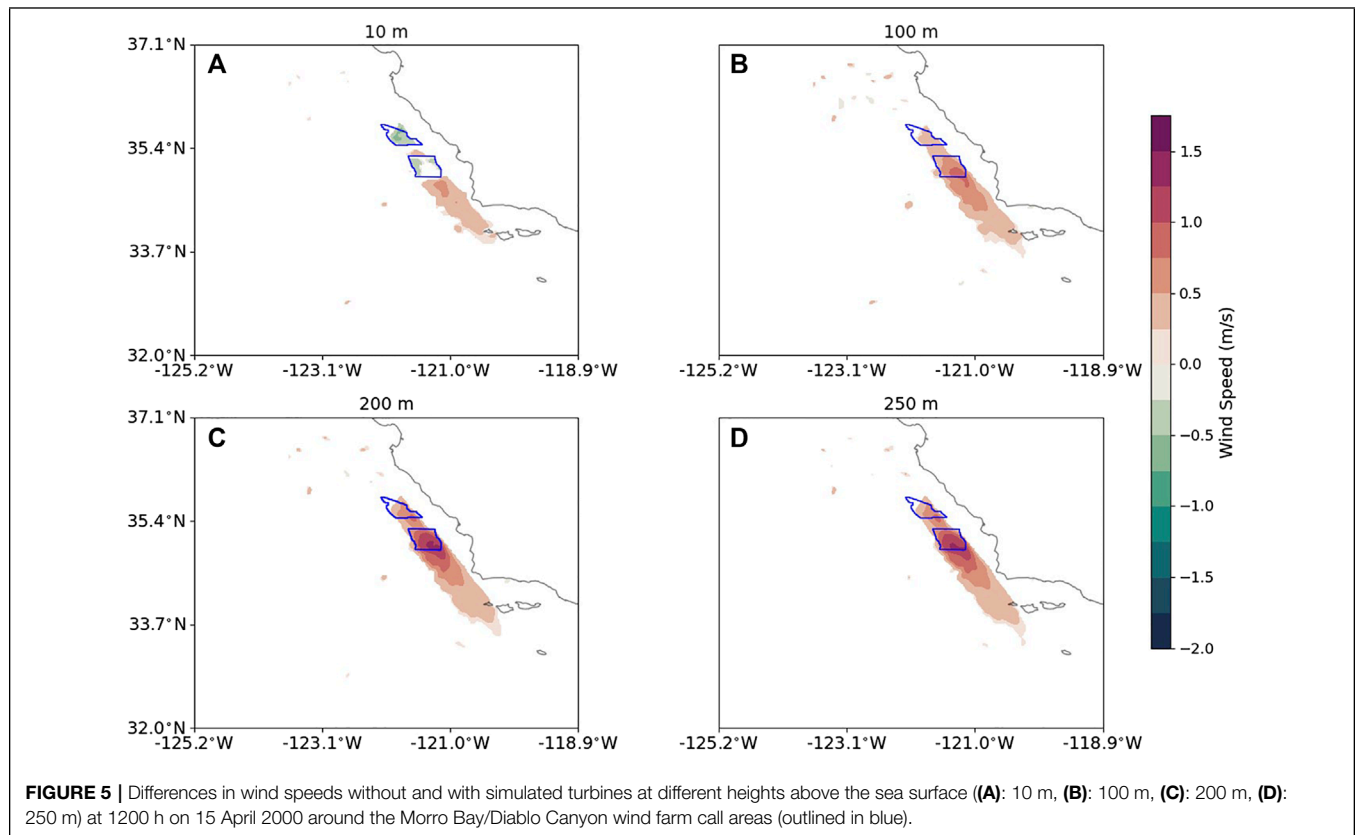 10 m
100 m
A
B
37.1°N
35.4°N
33.7°N
32.0°N
-125.2°W -123.1°W -121.0°W -118.9°W
-125.2°W -123.1°W -121.0°W -118.9°W
200 m
250 m
C
D
37.1°N
35.4°N
33.7°N
32.0°N
-125.2°W -123.1°W -121.0°W -118.9°W
-125.2°W -123.1°W -121.0°W -118.9°W
1.5
1.0
0.5
0.0
−0.5
−1.0
−1.5
−2.0
Wind Speed (m/s)
FIGURE 5 | Differences in wind speeds without and with simulated turbines at different heights above the sea surface ((A): 10 m, (B): 100 m, (C): 200 m, (D):
250 m) at 1200 h on 15 April 2000 around the Morro Bay/Diablo Canyon wind farm call areas (outlined in blue).